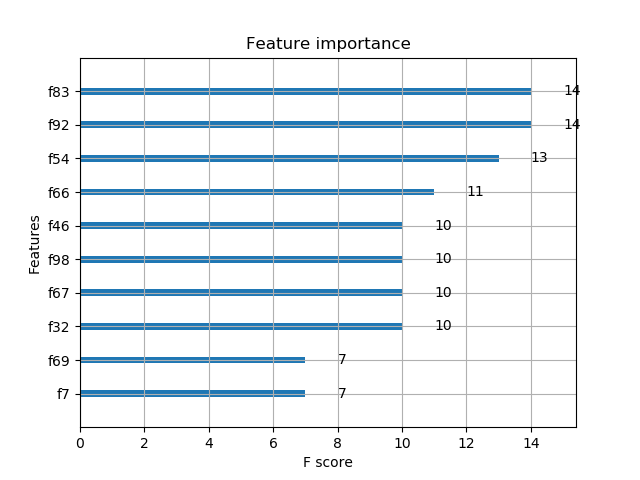 Feature importance
f83 14
f92 14
f54 13
f66 11
f46 10
f98 10
f67 10
f32 10
f69 7
f7 7
Features
0 2 4 6 8 10 12 14
F score